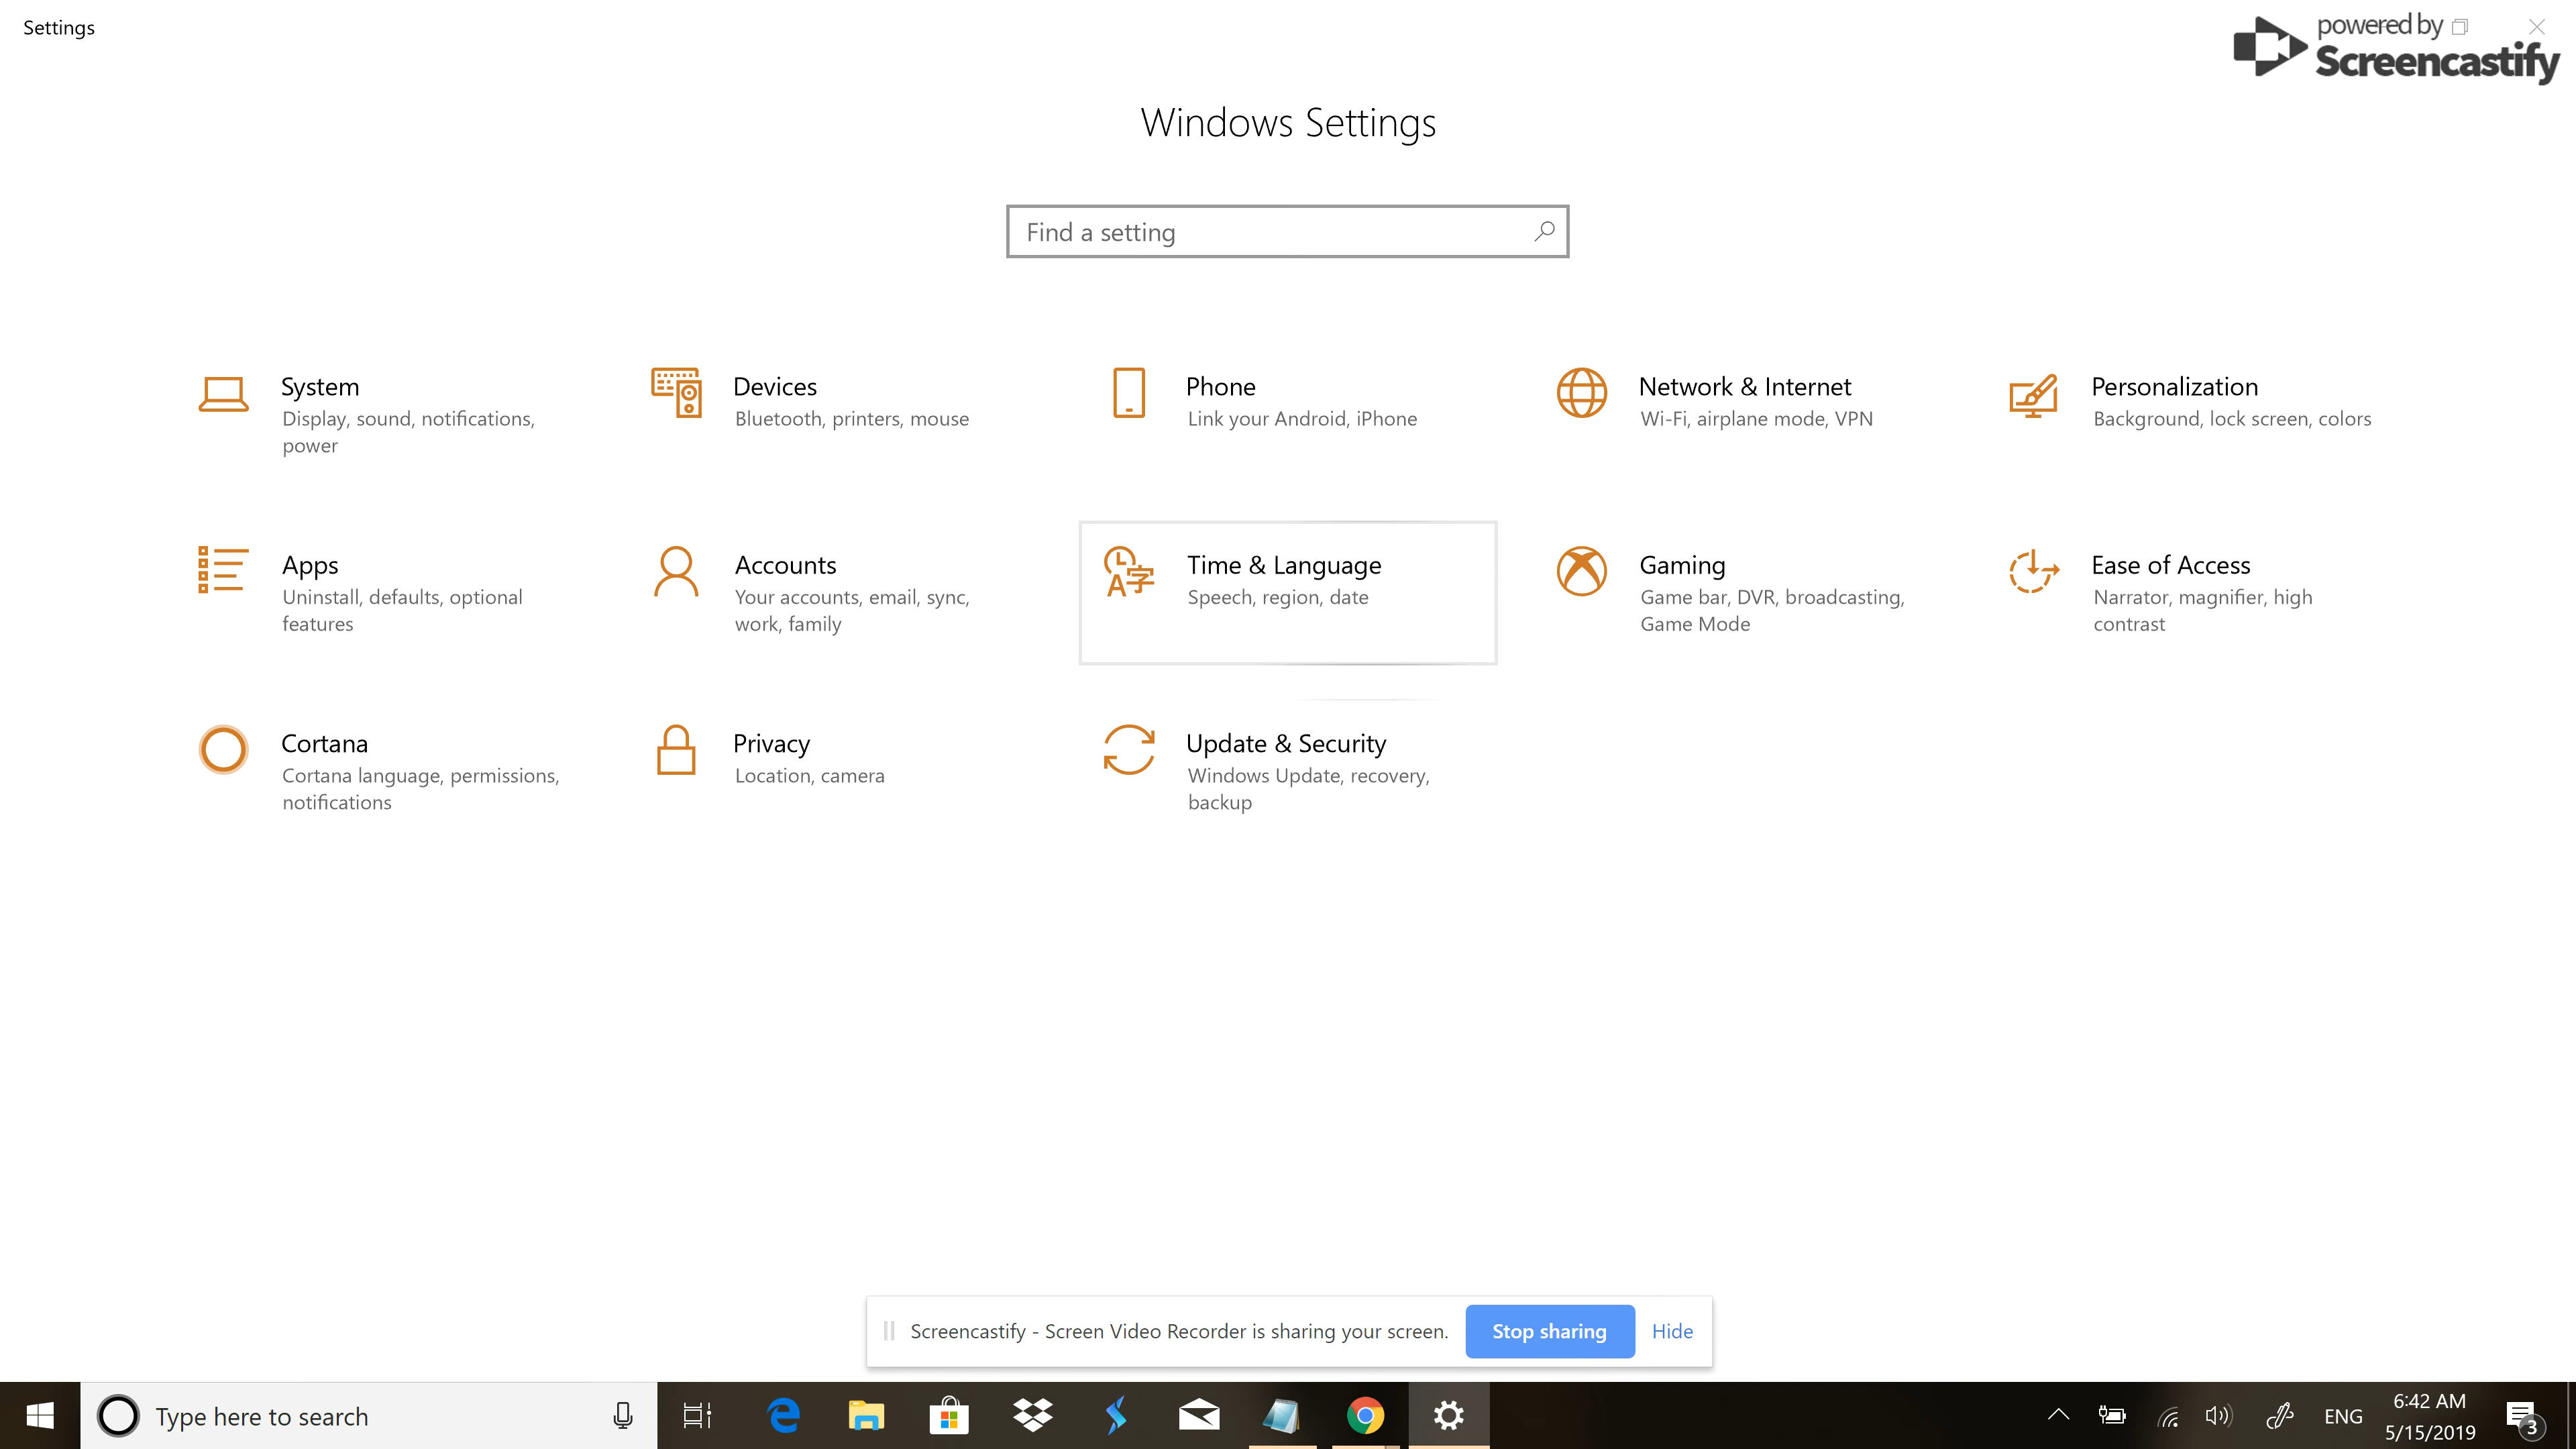 Settings
powered by
Screencastify
Windows Settings
Find a setting
System
Display, sound, notifications,
power
Devices
Bluetooth, printers, mouse
Phone
Link your Android, iPhone
Network & Internet
Wi-Fi, airplane mode, VPN
Personalization
Background, lock screen, colors
Apps
Uninstall, defaults, optional
features
Accounts
Your accounts, email, sync,
work, family
Time & Language
Speech, region, date
Gaming
Game bar, DVR, broadcasting,
Game Mode
Ease of Access
Narrator, magnifier, high
contrast
Cortana
Cortana language, permissions,
notifications
Privacy
Location, camera
Update & Security
Windows Update, recovery,
backup
Screencastify - Screen Video Recorder is sharing your screen.
Stop sharing
Hide
Type here to search
ENG
6:42 AM
5/15/2019
3